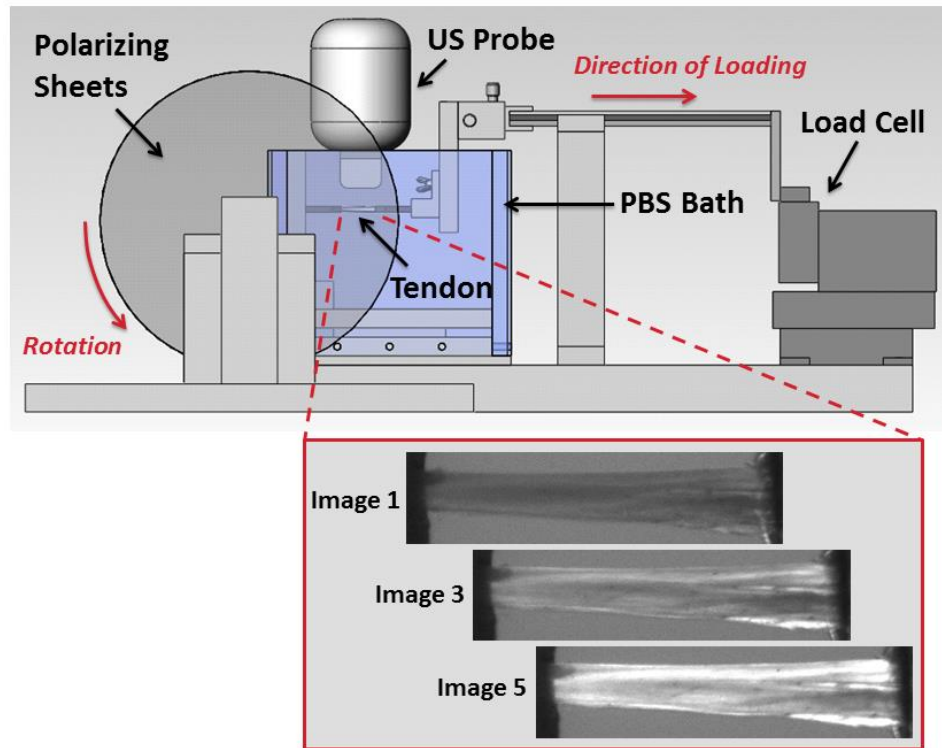 Polarizing
Sheets
US Probe
Direction of Loading
Load Cell
PBS Bath
Tendon
Rotation
Image 1
Image 3
Image 5